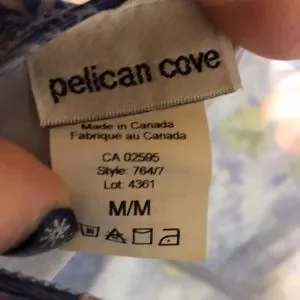 pelican cove
Made in Canada
Fabriqué au Canada
CA 02595
Style: 764/7
Lot: 4361
M/M